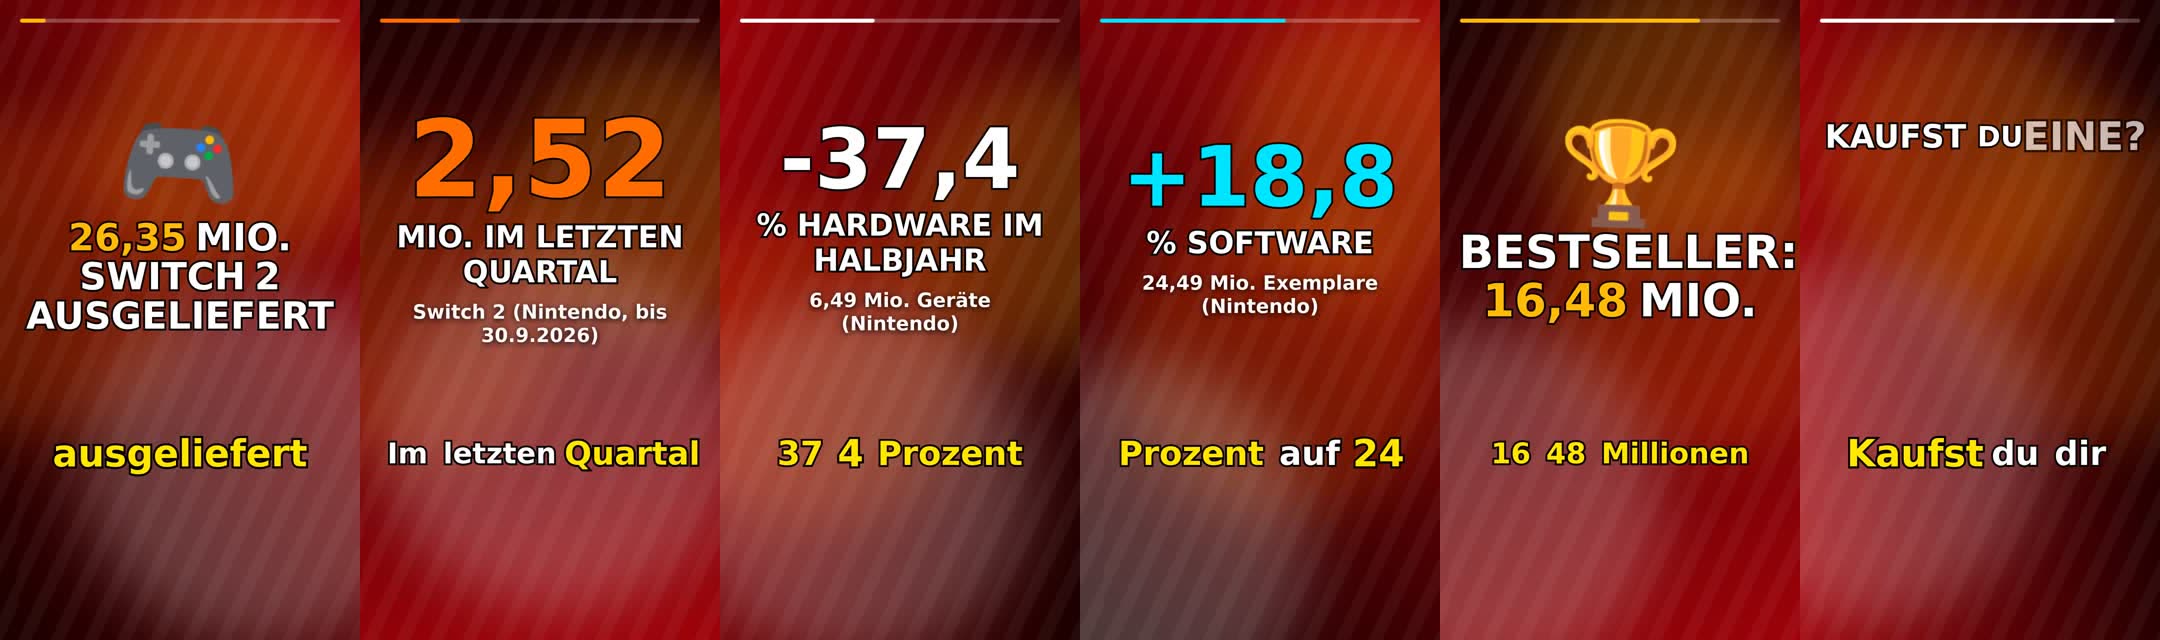 26,35 MIO.
SWITCH 2
AUSGELIEFERT
ausgeliefert
2,52
MIO. IM LETZTEN
QUARTAL
Switch 2 (Nintendo, bis
30.9.2026)
Im letzten Quartal
-37,4
% HARDWARE IM
HALBJAHR
6,49 Mio. Geräte
(Nintendo)
37 4 Prozent
+18,8
% SOFTWARE
24,49 Mio. Exemplare
(Nintendo)
Prozent auf 24
BESTSELLER:
16,48 MIO.
16 48 Millionen
KAUFST DU EINE?
Kaufst du dir